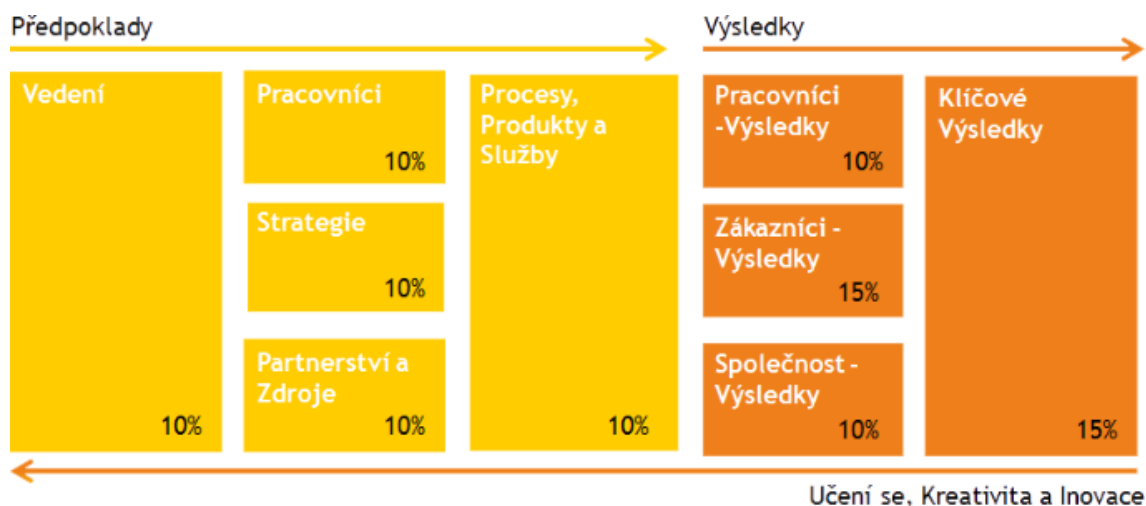 Předpoklady
Výsledky
Vedení
10%
Pracovníci
10%
Strategie
10%
Partnerství a
Zdroje
10%
Procesy,
Produkty a
Služby
10%
Pracovníci
-Výsledky
10%
Zákazníci -
Výsledky
15%
Společnost -
Výsledky
10%
Klíčové
Výsledky
15%
Učení se, Kreativita a Inovace